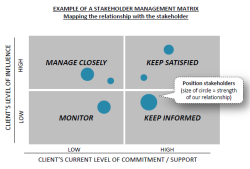 EXAMPLE OF A STAKEHOLDER MANAGEMENT MATRIX
Mapping the relationship with the stakeholder
CLIENT'S LEVEL OF INFLUENCE
HIGH
LOW
MANAGE CLOSELY
KEEP SATISFIED
Position stakeholders
(size of circle = strength
of our relationship)
MONITOR
KEEP INFORMED
LOW
HIGH
CLIENT'S CURRENT LEVEL OF COMMITMENT / SUPPORT